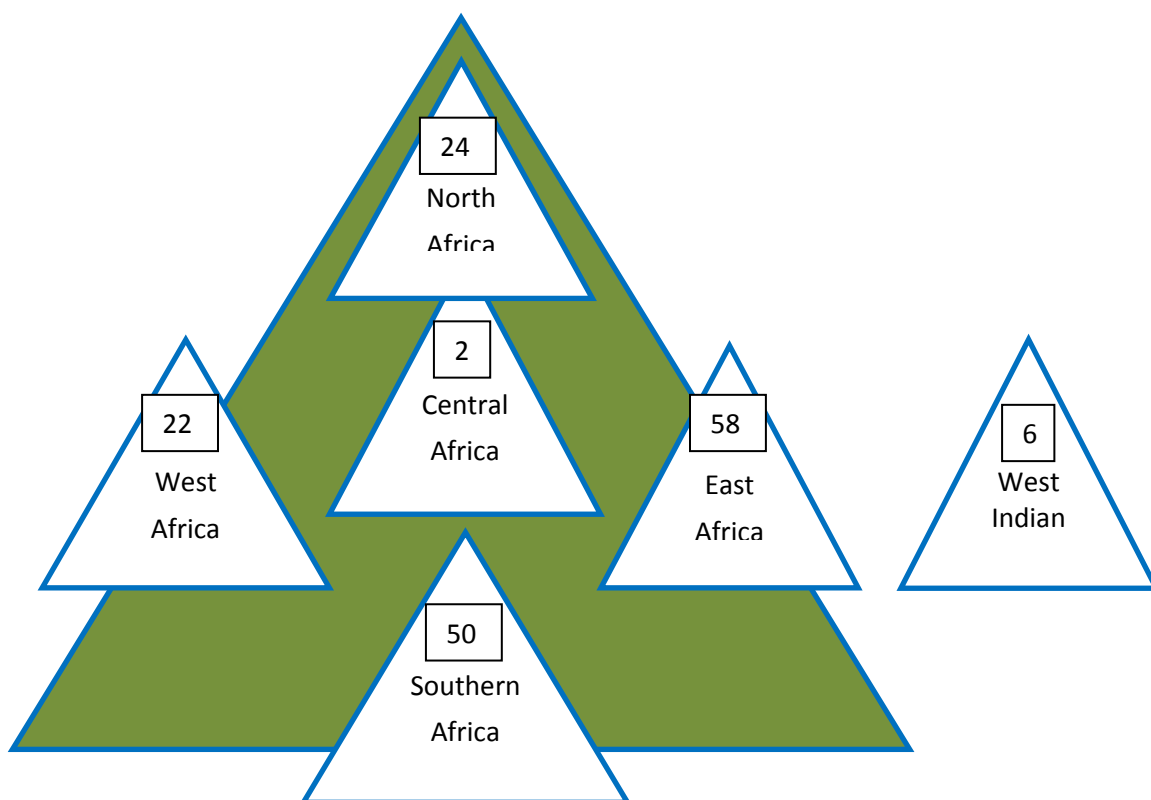 24
North
Africa
2
Central
Africa
22
West
Africa
58
East
Africa
6
West
Indian
50
Southern
Africa